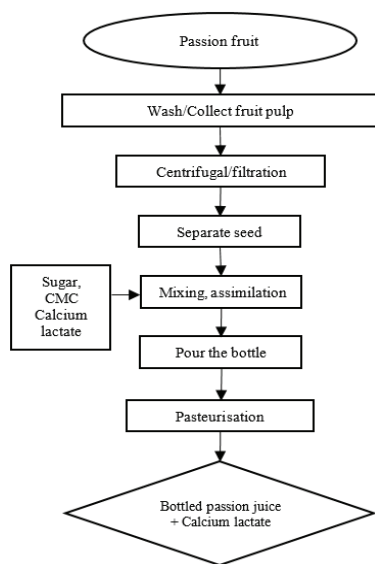 Passion fruit
Wash/Collect fruit pulp
Centrifugal/filtration
Separate seed
Sugar,
CMC
Calcium
lactate
Mixing, assimilation
Pour the bottle
Pasteurisation
Bottled passion juice
+ Calcium lactate